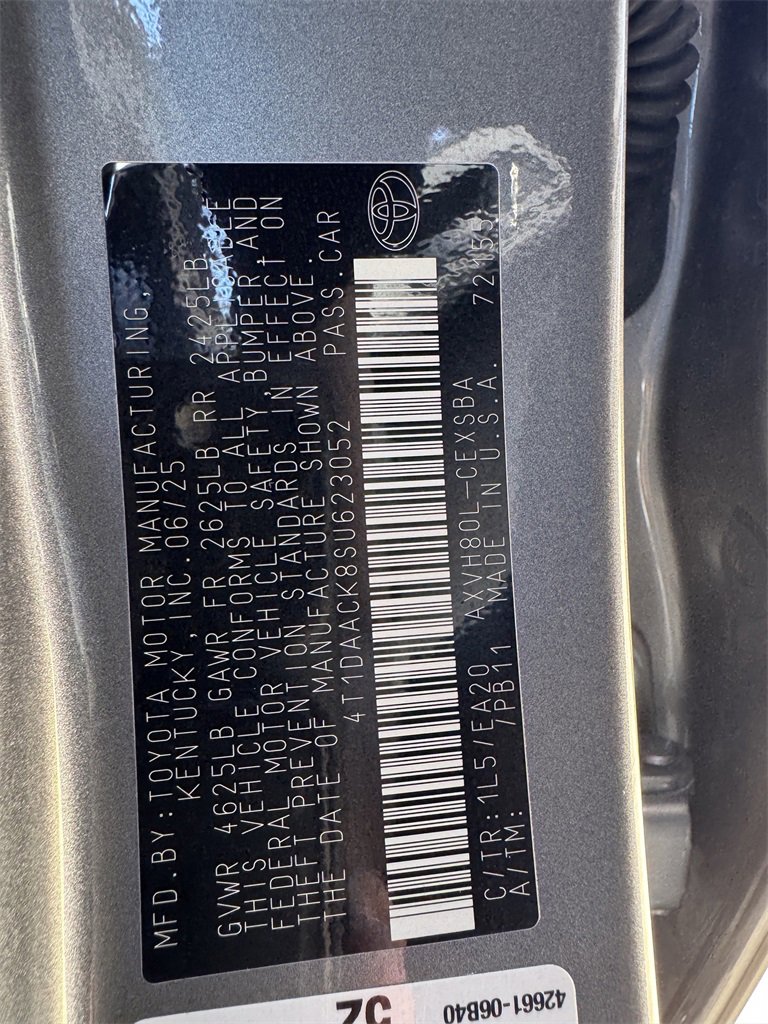 MFD.BY:TOYOTA MOTOR MANUFACTURING,
KENTUCKY,INC.06/25
GVWR 4625LB GAWR FR 2625LB RR 2425LB
THIS VEHICLE CONFORMS TO ALL APPLICABLE
FEDERAL MOTOR VEHICLE SAFETY,BUMPER AND
THEFT PREVENTION STANDARDS IN EFFECT ON
THE DATE OF MANUFACTURE SHOWN ABOVE.
4T1DAACK8SU623052 PASS.CAR
C/TR:1L5/EA20 AXVH80L-CEXSBA
A/TM: /PB11 MADE IN U.S.A.
42661-06B40